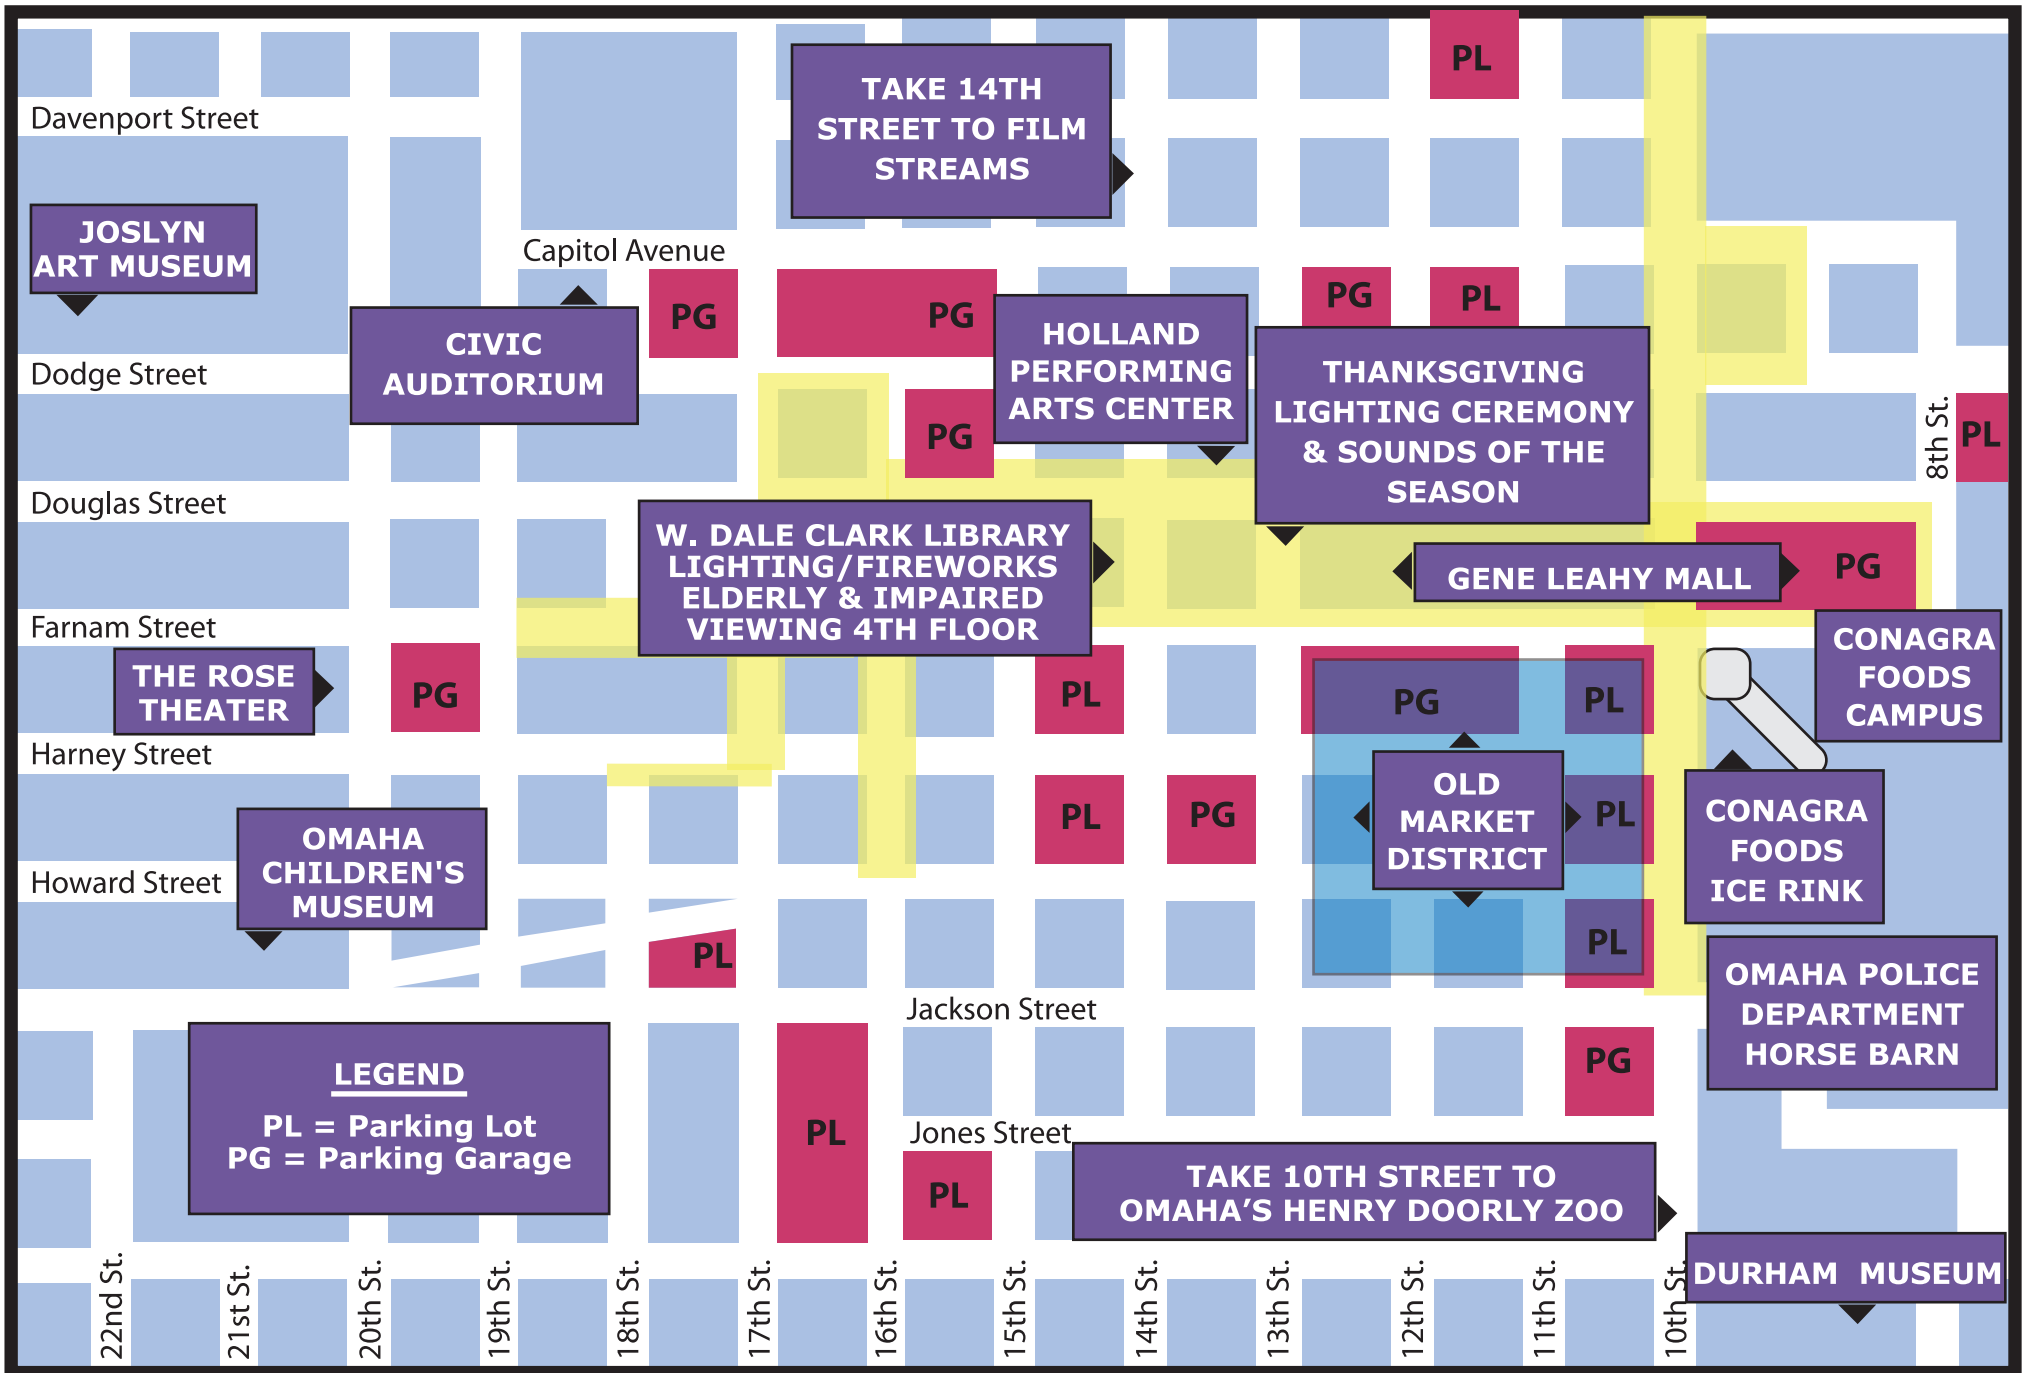 PL
Davenport Street
TAKE 14TH
STREET TO FILM
STREAMS
JOSLYN
ART MUSEUM
Capitol Avenue
PG
PG
PG
PL
CIVIC
AUDITORIUM
HOLLAND
PERFORMING
ARTS CENTER
THANKSGIVING
LIGHTING CEREMONY
& SOUNDS OF THE
SEASON
Dodge Street
PG
8th St.
PL
Douglas Street
W. DALE CLARK LIBRARY
LIGHTING/FIREWORKS
ELDERLY & IMPAIRED
VIEWING 4TH FLOOR
GENE LEAHY MALL
PG
Farnam Street
THE ROSE
THEATER
PG
PL
PG
PL
CONAGRA
FOODS
CAMPUS
Harney Street
OMAHA
CHILDREN'S
MUSEUM
PL
PG
OLD
MARKET
DISTRICT
PL
CONAGRA
FOODS
ICE RINK
Howard Street
PL
PL
OMAHA POLICE
DEPARTMENT
HORSE BARN
Jackson Street
LEGEND
PL = Parking Lot
PG = Parking Garage
PG
PL
Jones Street
PL
TAKE 10TH STREET TO
OMAHA’S HENRY DOORLY ZOO
DURHAM MUSEUM
22nd St.
21st St.
20th St.
19th St.
18th St.
17th St.
16th St.
15th St.
14th St.
13th St.
12th St.
11th St.
10th St.